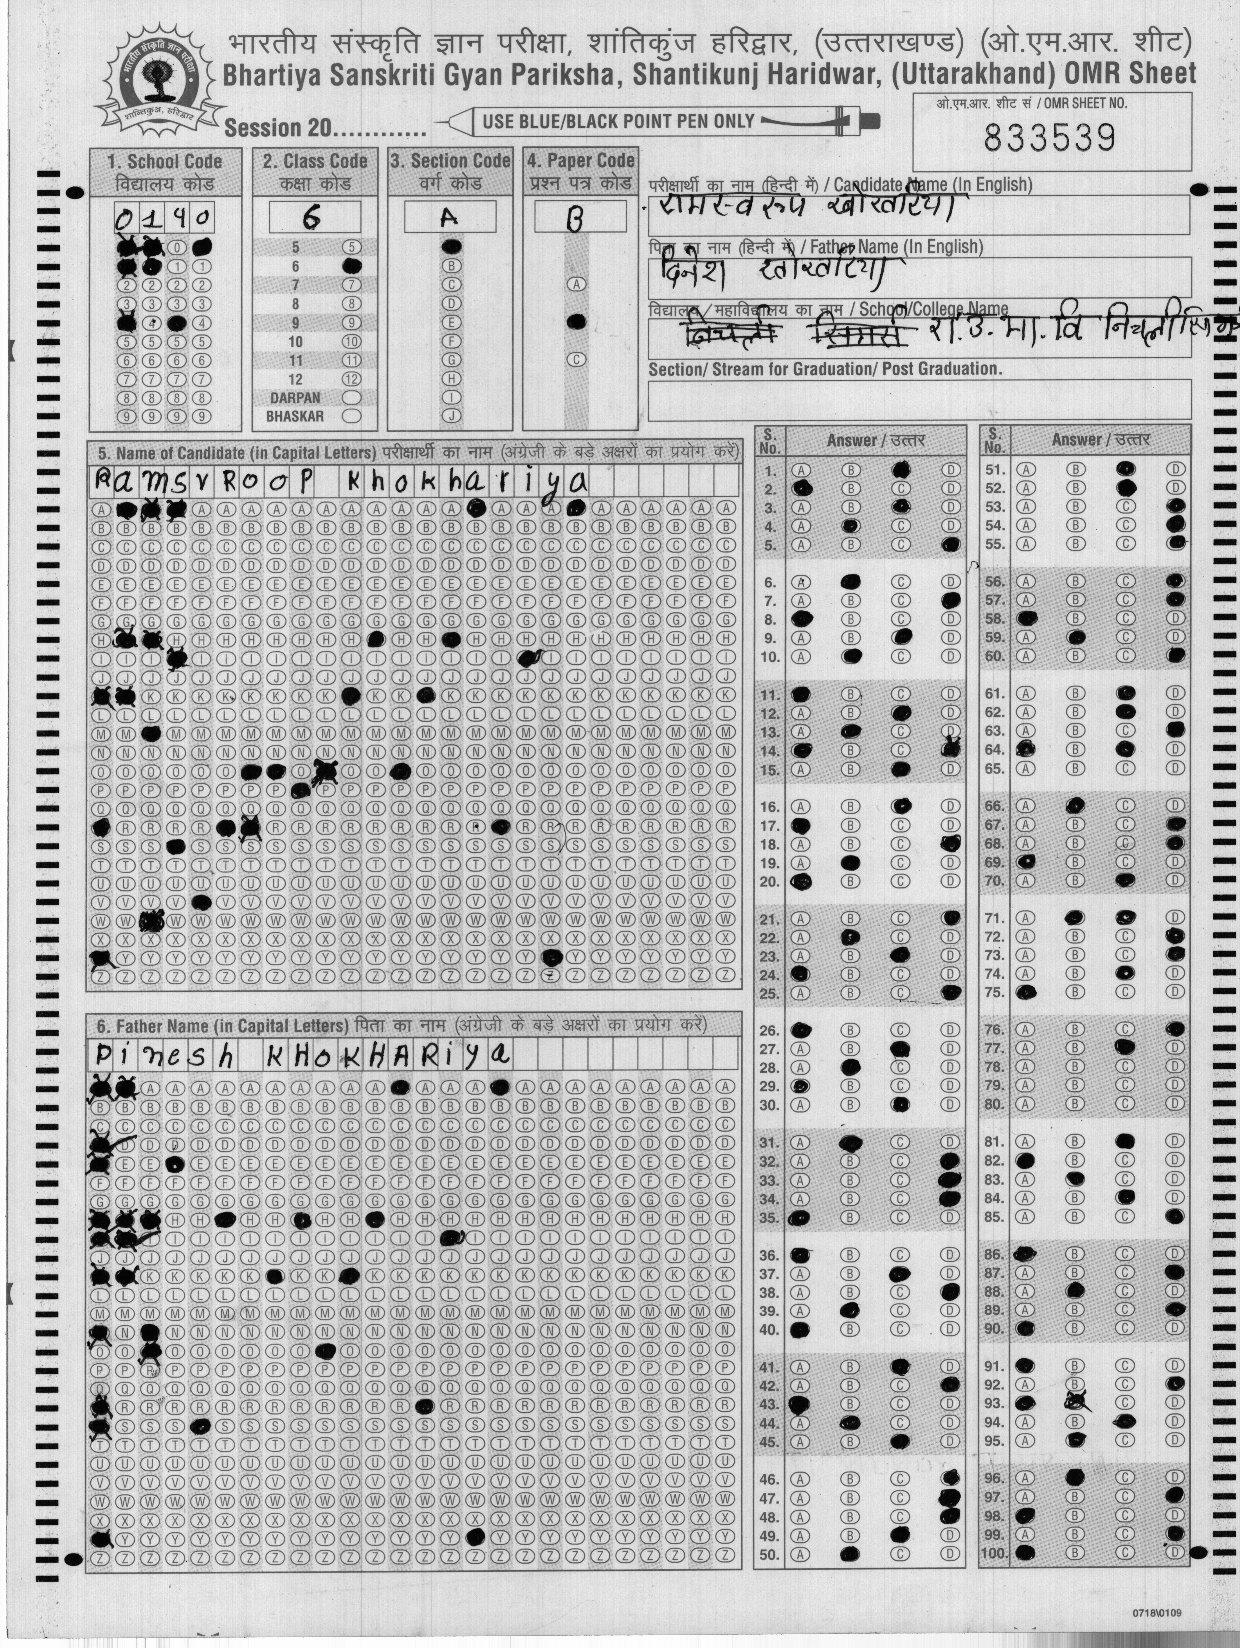 भारतीय संस्कृति ज्ञान परीक्षा, शांतिकुंज हरिद्वार, (उत्तराखण्ड) (ओ.एम.आर. शीट)
Bhartiya Sanskriti Gyan Pariksha, Shantikunj Haridwar, (Uttarakhand) OMR Sheet
Session 20............
USE BLUE/BLACK POINT PEN ONLY
ओ.एम.आर. शीट सं / OMR SHEET NO.
833539
1. School Code
विद्यालय कोड
0190
2. Class Code
कक्षा कोड
6
5
6
7
8
9
10
11
12
DARPAN
BHASKAR
3. Section Code
वर्ग कोड
A
4. Paper Code
प्रश्न पत्र कोड
B
परीक्षार्थी का नाम (हिन्दी में) / Candidate Name (In English)
रामस्वरूप खोखरिया
पिता का नाम (हिन्दी में) / Father Name (In English)
दिनेश खोखरिया
विद्यालय / महाविद्यालय का नाम / School/College Name
रा.उ.मा.वि
Section/ Stream for Graduation/ Post Graduation.
5. Name of Candidate (in Capital Letters) परीक्षार्थी का नाम (अंग्रेजी के बड़े अक्षरों का प्रयोग करें)
RamsvRooP Khokhariya
6. Father Name (in Capital Letters) पिता का नाम (अंग्रेजी के बड़े अक्षरों का प्रयोग करें)
Dinesh KHoKHARiya
S. No.
Answer / उत्त्तर
S. No.
Answer / उत्त्तर
0718\0109